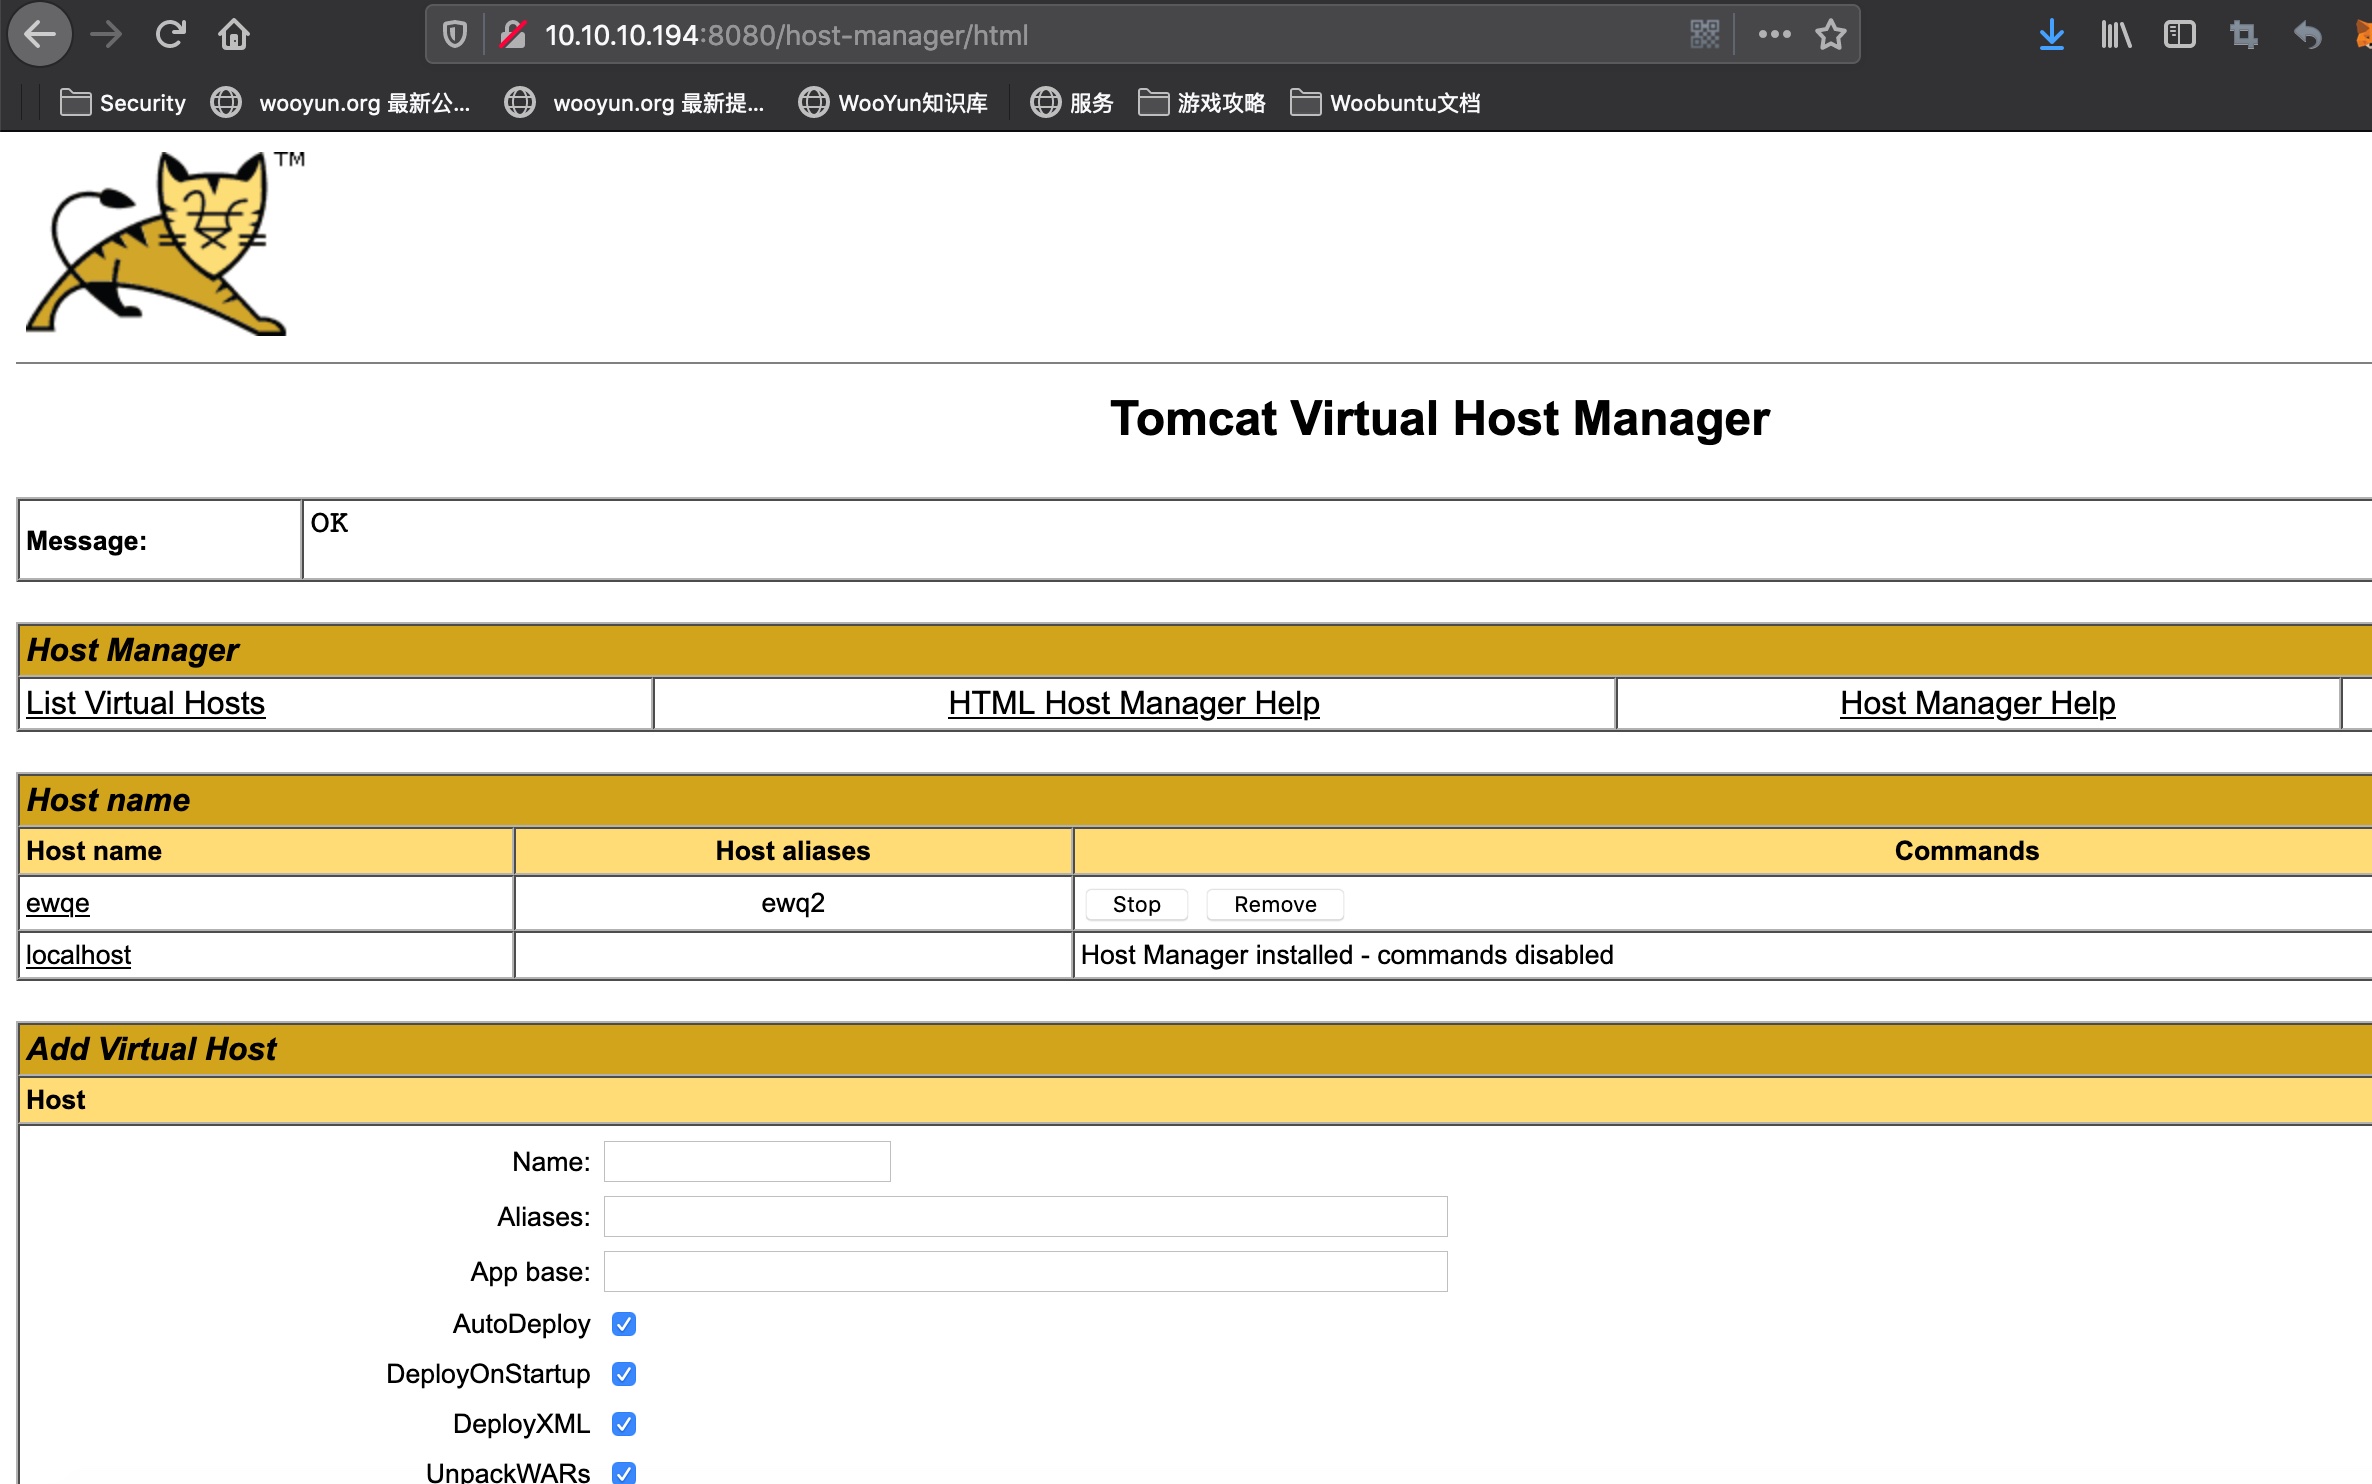 10.10.10.194:8080/host-manager/html
Security wooyun.org 最新公... wooyun.org 最新提... WooYun知识库 服务 游戏攻略 Woobuntu文档
TM
Tomcat Virtual Host Manager
Message: OK
Host Manager
List Virtual Hosts HTML Host Manager Help Host Manager Help
Host name
Host name Host aliases Commands
ewqe ewq2 Stop Remove
localhost Host Manager installed - commands disabled
Add Virtual Host
Host
Name:
Aliases:
App base:
AutoDeploy
DeployOnStartup
DeployXML
UnpackWARs